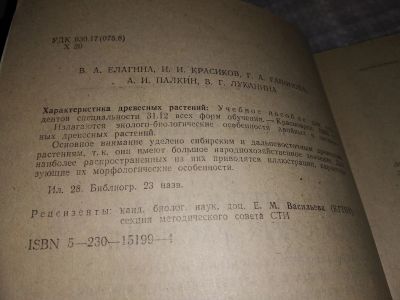 УДК 630.17(075.8)
Х 20
В. А. ЕЛАГИНА, И. И. КРАСИКОВ, Г. А.
А. И. ПАЛКИН, В. Г. ЛУКАНИНА
Характеристика древесных растений: Учебное пособие для
дентов специальности 31.12 всех форм обучения. — Красноярск,
Излагаются эколого-биологические особенности
ных древесных растений.
Основное внимание уделено сибирским и дальневосточным
растениям, т. к. они имеют большое народнохозяйственное значение.
наиболее распространенных из них приводятся иллюстрации,
зующие их морфологические особенности.
Ил. 28. Библиогр. 23 назв.
Рецензенты: канд. биолог. наук, доц. Е. М. Васильева
секция методического совета СТИ
ISBN 5—230—15199—4